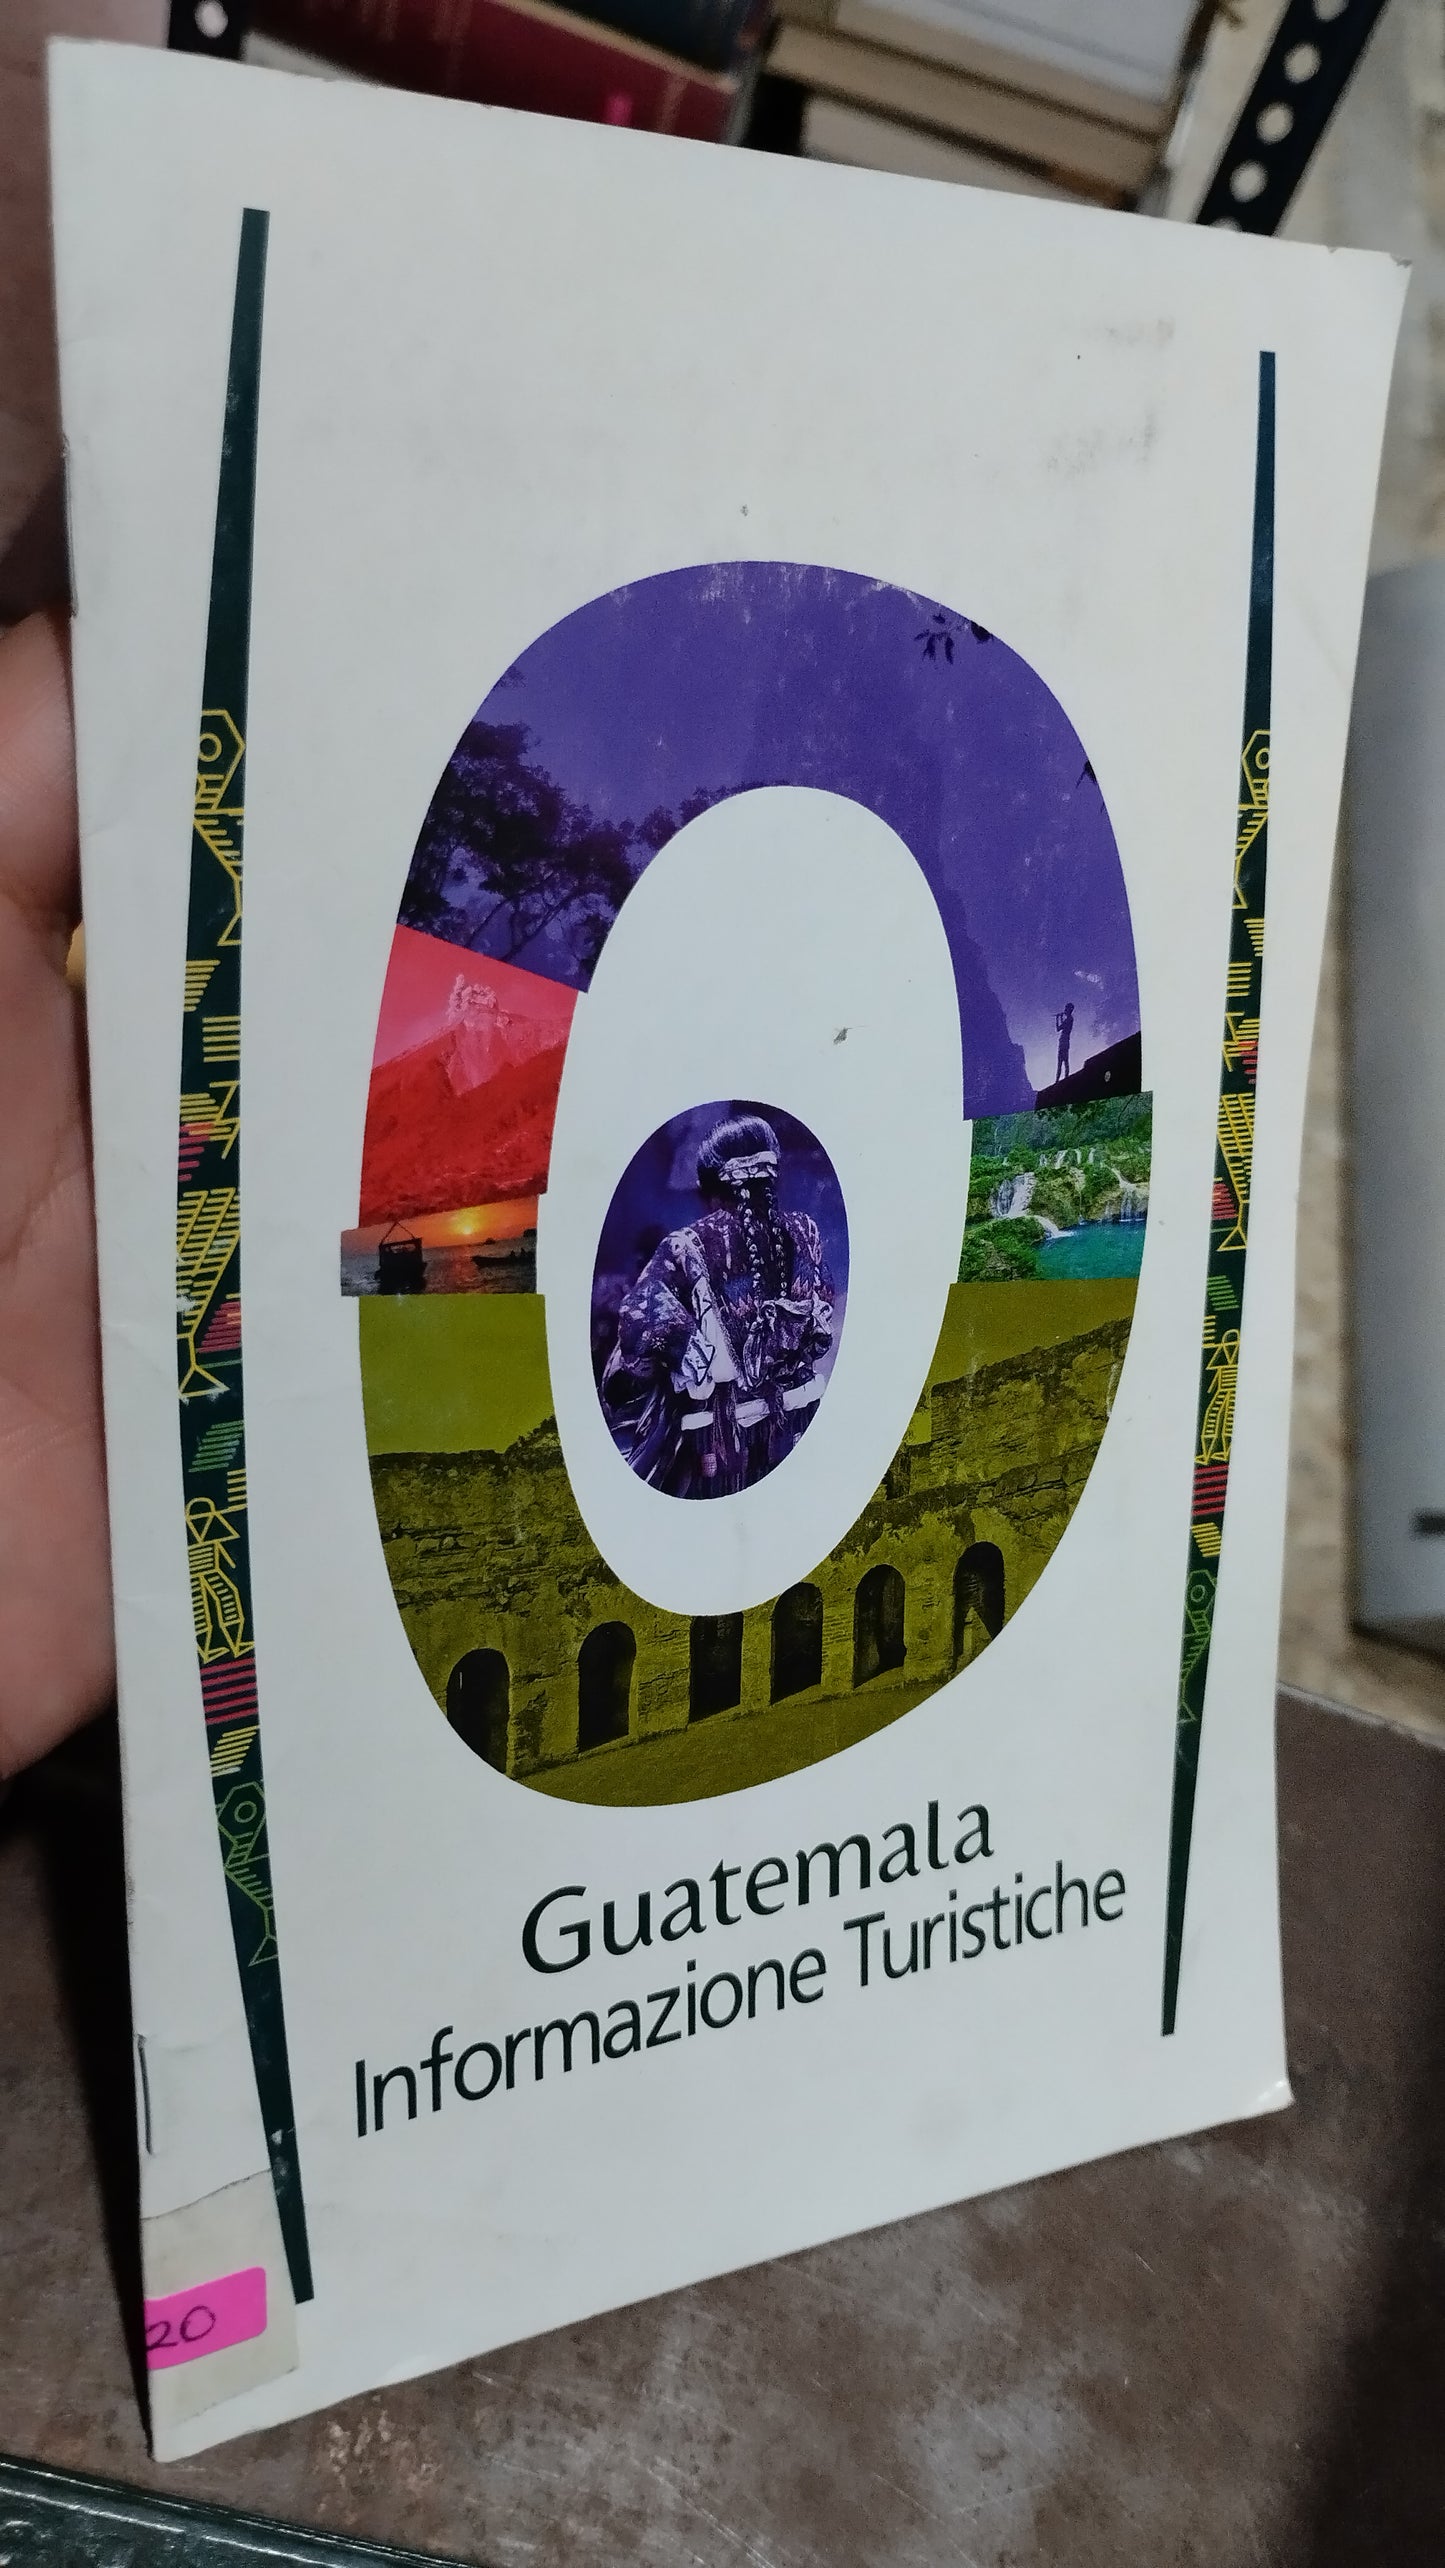 Guatemala
Informazione Turistiche
20